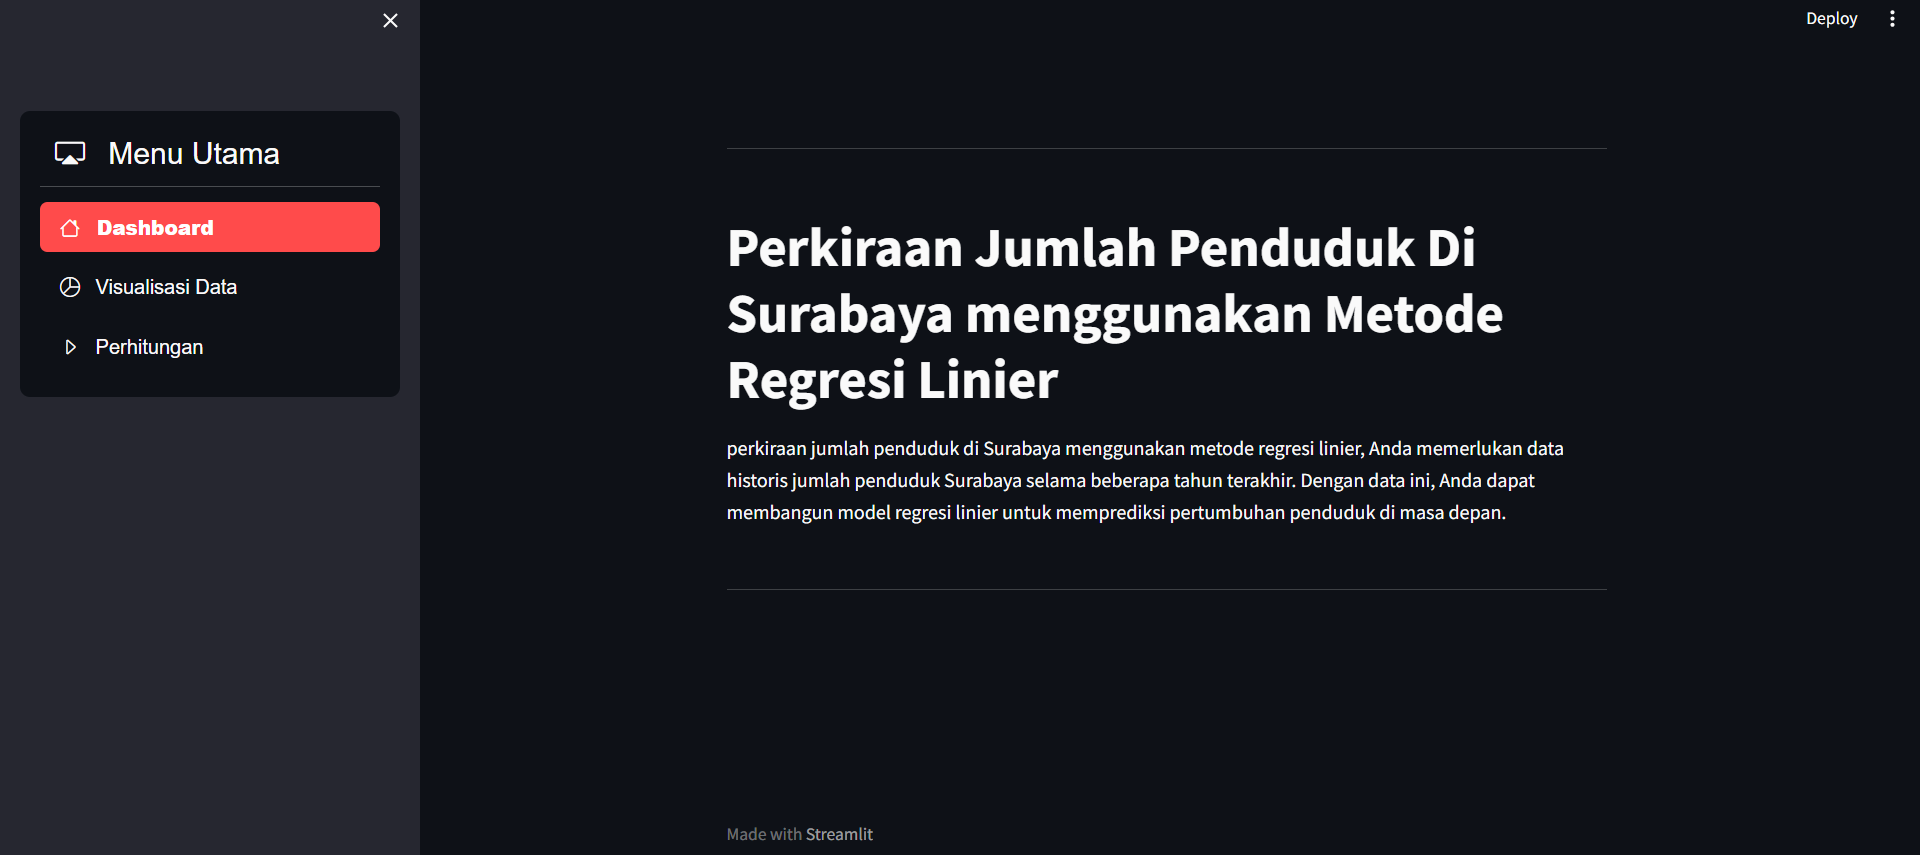 Deploy
Menu Utama
Dashboard
Visualisasi Data
Perhitungan
Perkiraan Jumlah Penduduk Di
Surabaya menggunakan Metode
Regresi Linier
perkiraan jumlah penduduk di Surabaya menggunakan metode regresi linier, Anda memerlukan data
historis jumlah penduduk Surabaya selama beberapa tahun terakhir. Dengan data ini, Anda dapat
membangun model regresi linier untuk memprediksi pertumbuhan penduduk di masa depan.
Made with Streamlit